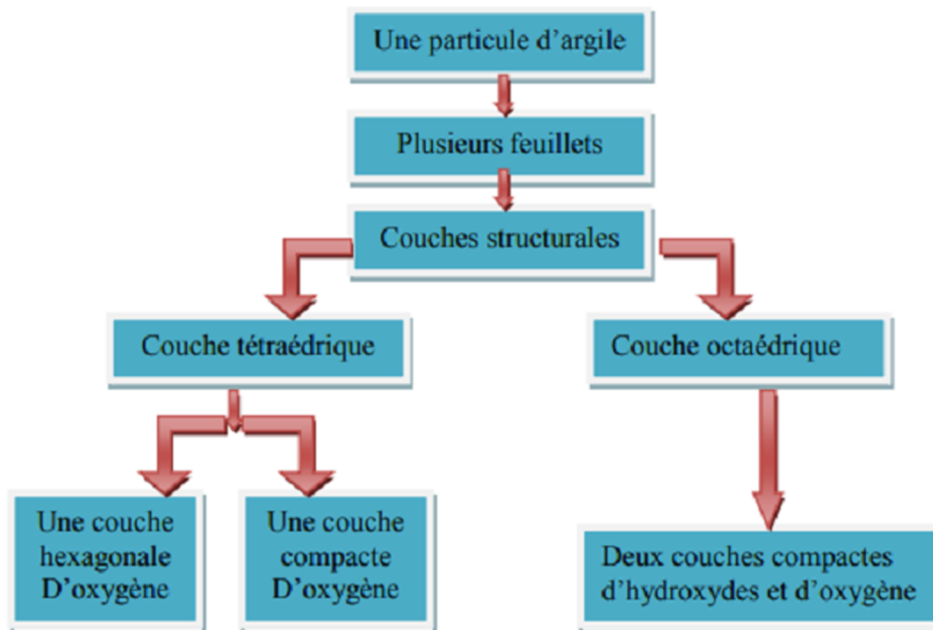 Une particule d'argile
Plusieurs feuillets
Couches structurales
Couche tétraédrique
Couche octaédrique
Une couche
hexagonale
D'oxygène
Une couche
compacte
D'oxygène
Deux couches compactes
d'hydroxydes et d'oxygène